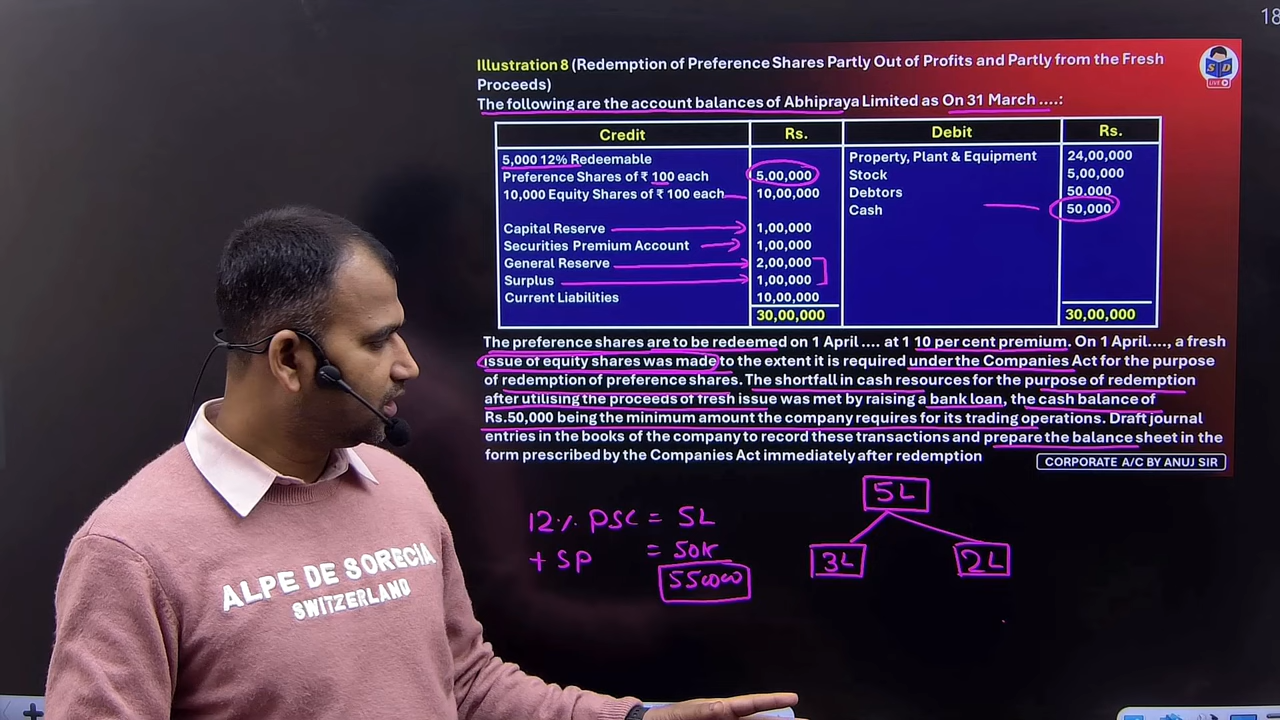 18
Illustration 8 (Redemption of Preference Shares Partly Out of Profits and Partly from the Fresh
Proceeds)
The following are the account balances of Abhipraya Limited as On 31 March ....:
Credit Rs. Debit Rs.
5,000 12% Redeemable Property, Plant & Equipment 24,00,000
Preference Shares of ₹ 100 each 5,00,000 Stock 5,00,000
10,000 Equity Shares of ₹ 100 each 10,00,000 Debtors 50,000
Cash 50,000
Capital Reserve 1,00,000
Securities Premium Account 1,00,000
General Reserve 2,00,000
Surplus 1,00,000
Current Liabilities 10,00,000
30,00,000 30,00,000
The preference shares are to be redeemed on 1 April .... at 1 10 per cent premium. On 1 April...., a fresh
issue of equity shares was made to the extent it is required under the Companies Act for the purpose
of redemption of preference shares. The shortfall in cash resources for the purpose of redemption
after utilising the proceeds of fresh issue was met by raising a bank loan, the cash balance of
Rs.50,000 being the minimum amount the company requires for its trading operations. Draft journal
entries in the books of the company to record these transactions and prepare the balance sheet in the
form prescribed by the Companies Act immediately after redemption
CORPORATE A/C BY ANUJ SIR
12% PSC = 5L
+ SP = 50k
550000
5L
3L 2L
ALPE DE SORECIA
SWITZERLAND
S D
LIVE